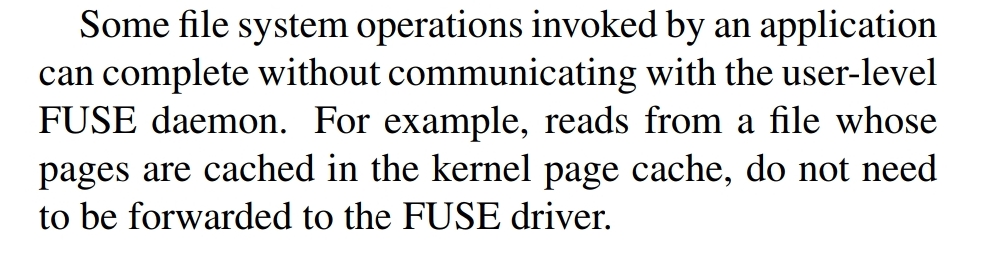 Some file system operations invoked by an application
can complete without communicating with the user-level
FUSE daemon. For example, reads from a file whose
pages are cached in the kernel page cache, do not need
to be forwarded to the FUSE driver.